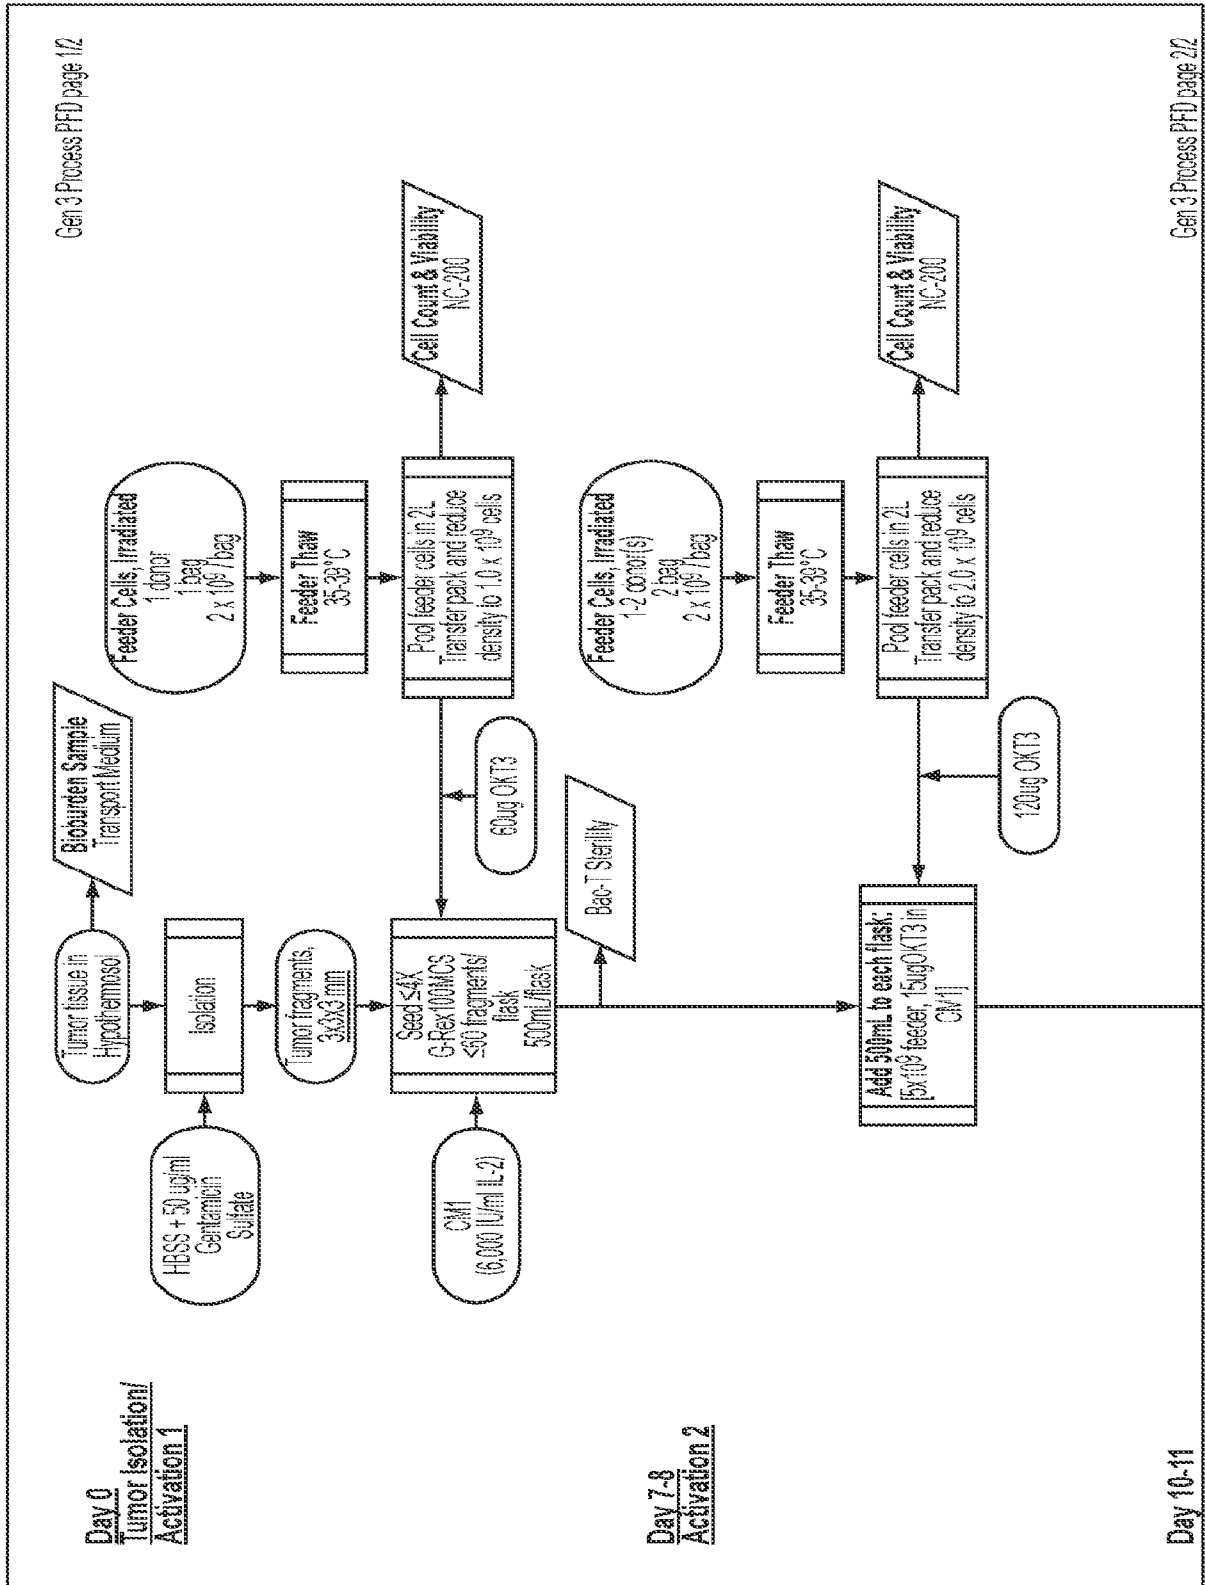 Gen 3 Process PFD page 1/2
Day 0
Tumor Isolation/
Activation 1
Tumor tissue in
Hypothermosol
Bioburden Sample
Transport Medium
HBSS + 50 ug/ml
Gentamicin
Sulfate
Isolation
Tumor fragments,
3x3x3 mm
Feeder Cells, Irradiated
1 donor
1 bag
2 x 10⁹ / bag
Feeder Thaw
35-39°C
Pool feeder cells in 2L
Transfer pack and reduce
density to 1.0 x 10⁹ cells
Cell Count & Viability
NC-200
CM1
(6,000 IU/ml IL-2)
Seed ≤4X
G-Rex100MCS
≤60 fragments/
flask
500mL/flask
60ug OKT3
Bac-T Sterility
Day 7-8
Activation 2
Feeder Cells, Irradiated
1-2 donor(s)
2 bag
2 x 10⁹ / bag
Feeder Thaw
35-39°C
Pool feeder cells in 2L
Transfer pack and reduce
density to 2.0 x 10⁹ cells
Cell Count & Viability
NC-200
120ug OKT3
Add 500mL to each flask:
[5x10⁹ feeder, 15ugOKT3 in
CM1]
Day 10-11
Gen 3 Process PFD page 2/2